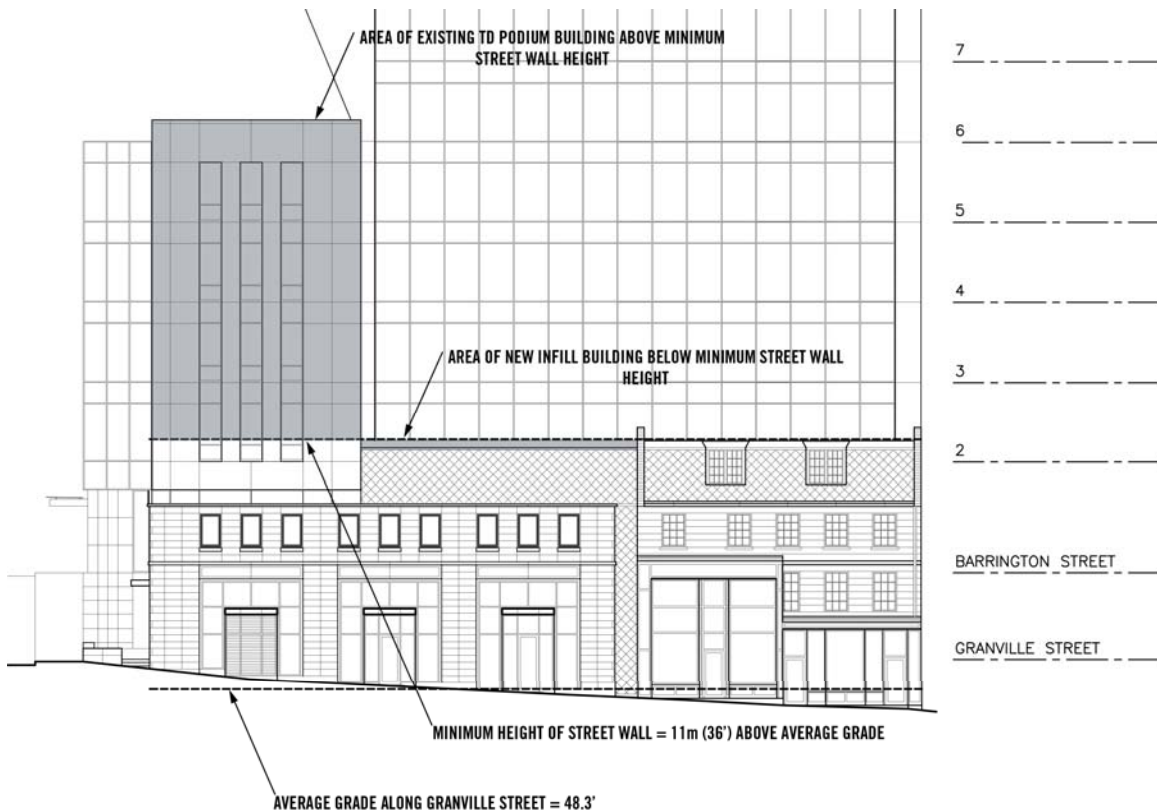 AREA OF EXISTING TD PODIUM BUILDING ABOVE MINIMUM
STREET WALL HEIGHT
7
6
5
4
AREA OF NEW INFILL BUILDING BELOW MINIMUM STREET WALL
HEIGHT
3
2
BARRINGTON STREET
GRANVILLE STREET
MINIMUM HEIGHT OF STREET WALL = 11m (36') ABOVE AVERAGE GRADE
AVERAGE GRADE ALONG GRANVILLE STREET = 48.3'